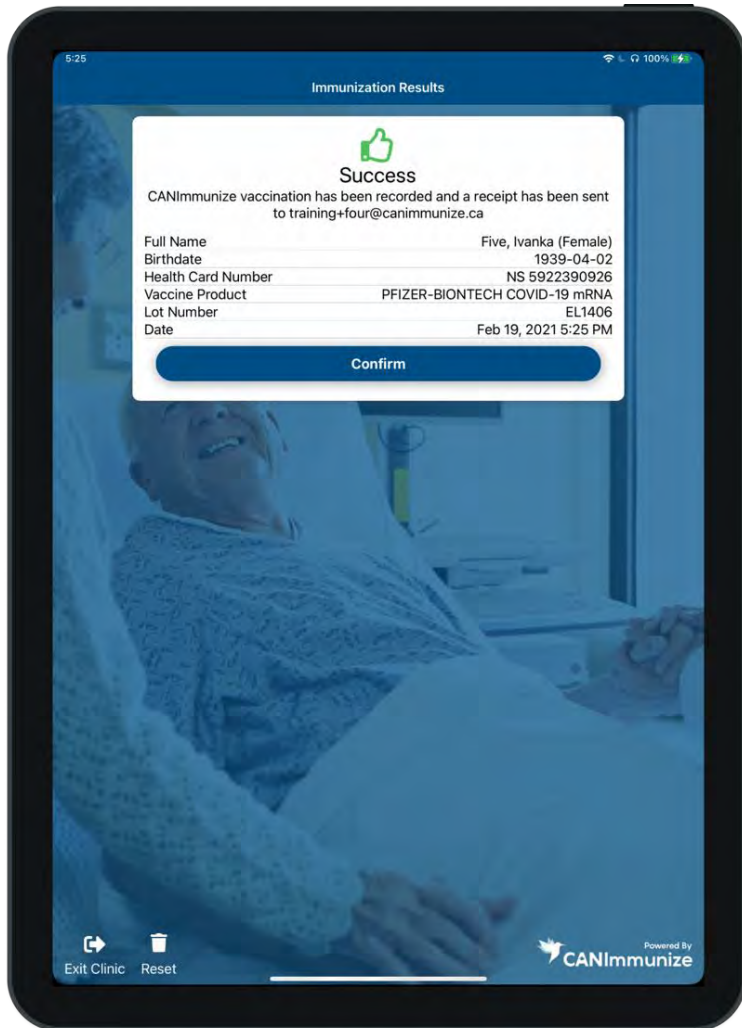 5:25 100%
Immunization Results
Success
CANImmunize vaccination has been recorded and a receipt has been sent
to training+four@canimmunize.ca
Full Name Five, Ivanka (Female)
Birthdate 1939-04-02
Health Card Number NS 5922390926
Vaccine Product PFIZER-BIONTECH COVID-19 mRNA
Lot Number EL1406
Date Feb 19, 2021 5:25 PM
Confirm
Exit Clinic Reset
Powered By
CANImmunize